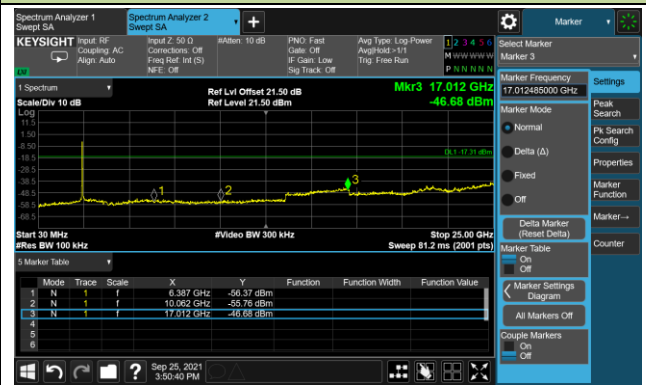 Spectrum Analyzer 1
Swept SA
Spectrum Analyzer 2
Swept SA
+
Marker
KEYSIGHT
Input: RF
Coupling: AC
Align: Auto
Input Z: 50 Ω
Corrections: Off
Freq Ref: Int (S)
NFE: Off
#Atten: 10 dB
PNO: Fast
Gate: Off
IF Gain: Low
Sig Track: Off
Avg Type: Log-Power
Avg|Hold:>1/1
Trig: Free Run
1 2 3 4 5 6
M W W W W W
P N N N N N
LW
Select Marker
Marker 3
1 Spectrum
Scale/Div 10 dB
Log
Ref Lvl Offset 21.50 dB
Ref Level 21.50 dBm
Mkr3 17.012 GHz
-46.68 dBm
11.5
1.50
-8.50
-18.5
-28.5
-38.5
-48.5
-58.5
-68.5
DL1 -17.31 dBm
1
2
3
Start 30 MHz
#Res BW 100 kHz
#Video BW 300 kHz
Stop 25.00 GHz
Sweep 81.2 ms (2001 pts)
5 Marker Table
Mode Trace Scale X Y Function Function Width Function Value
1 N 1 f 6.387 GHz -56.37 dBm
2 N 1 f 10.062 GHz -55.76 dBm
3 N 1 f 17.012 GHz -46.68 dBm
4
5
6
Marker Frequency
17.012485000 GHz
Marker Mode
Normal
Delta (Δ)
Fixed
Off
Delta Marker
(Reset Delta)
Marker Table
On
Off
Marker Settings
Diagram
All Markers Off
Couple Markers
On
Off
Settings
Peak
Search
Pk Search
Config
Properties
Marker
Function
Marker→
Counter
?
Sep 25, 2021
3:50:40 PM